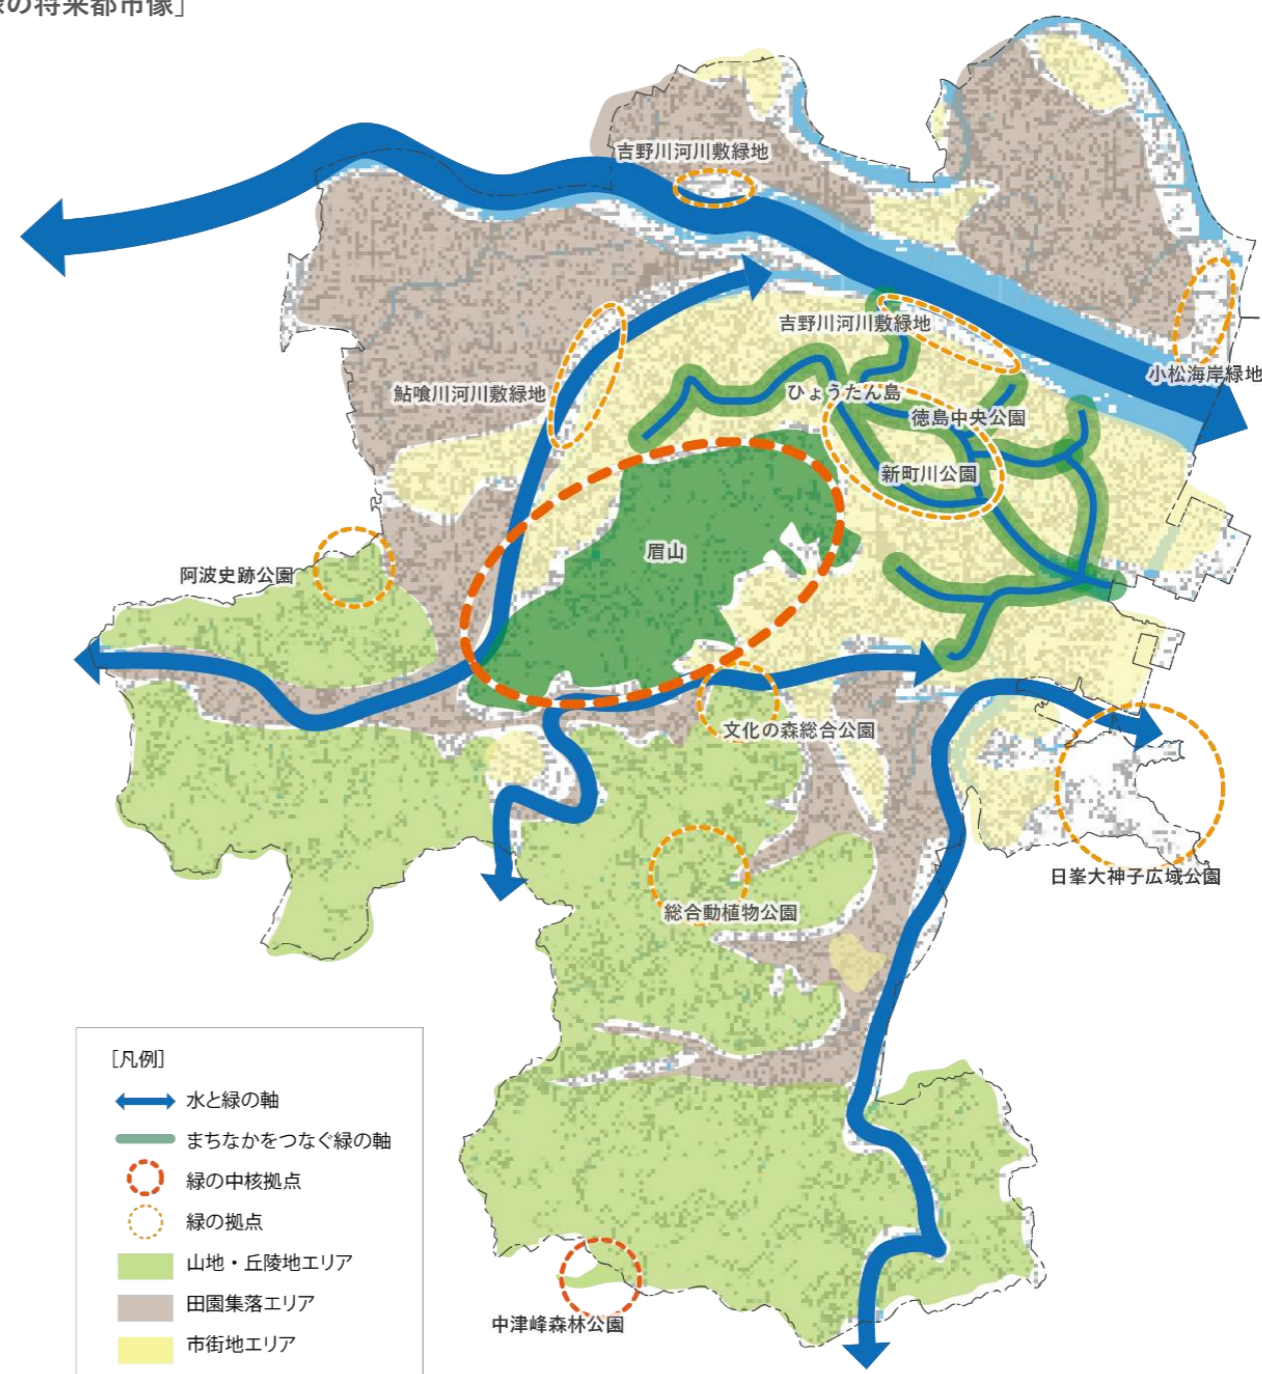 の将来都市像］
吉野川河川敷緑地
吉野川河川敷緑地
小松海岸緑地
鮎喰川河川敷緑地
ひょうたん島
徳島中央公園
新町川公園
眉山
阿波史跡公園
文化の森総合公園
総合動植物公園
日峯大神子広域公園
中津峰森林公園
［凡例］
水と緑の軸
まちなかをつなぐ緑の軸
緑の中核拠点
緑の拠点
山地・丘陵地エリア
田園集落エリア
市街地エリア